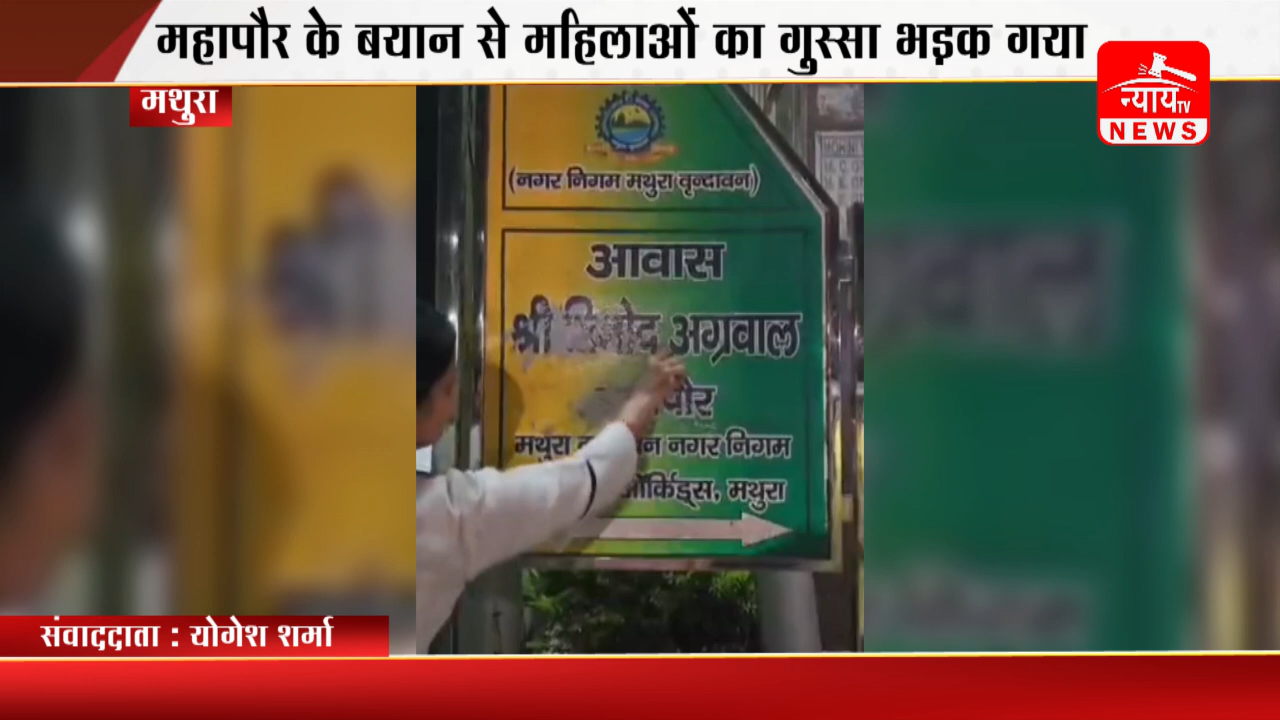 महापौर के बयान से महिलाओं का गुस्सा भड़क गया
मथुरा
न्याय TV
NEWS
(नगर निगम मथुरा वृन्दावन)
आवास
श्री अग्रवाल
मथुरा नगर निगम
मथुरा
संवाददाता : योगेश शर्मा